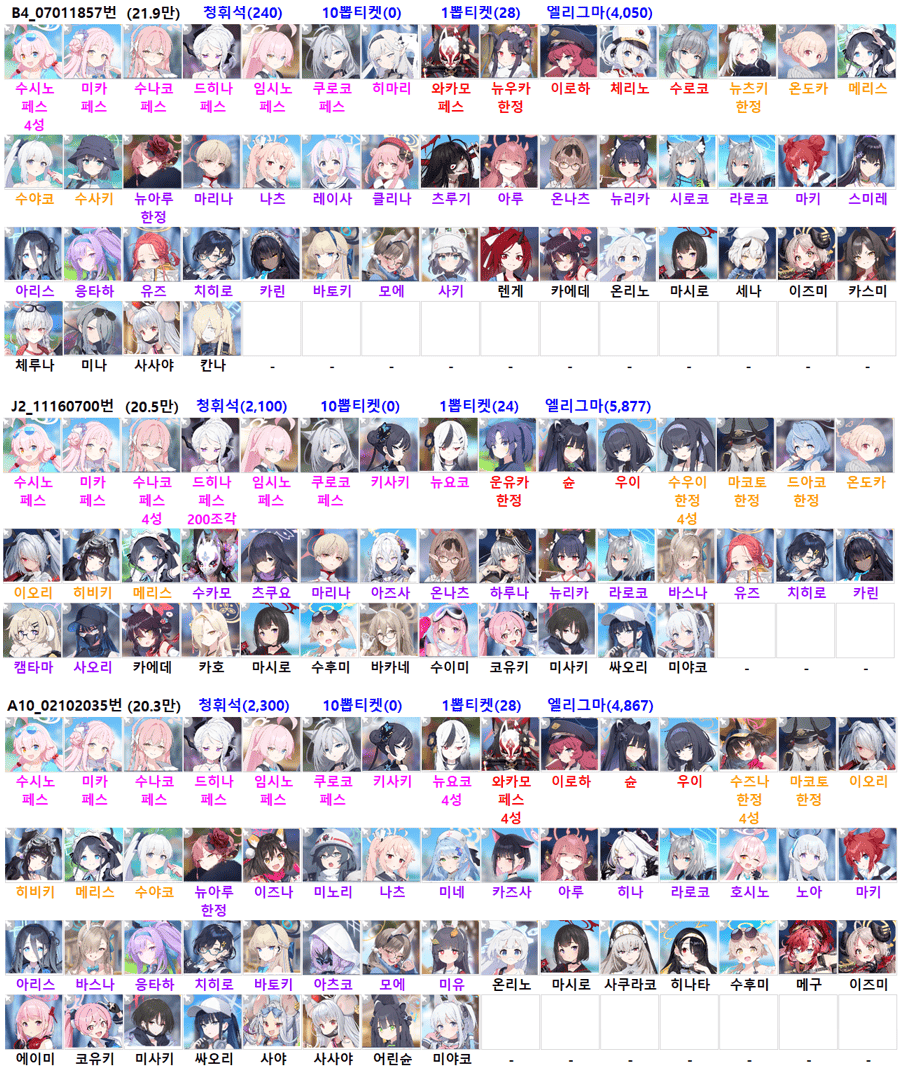 B4_07011857번 (21.9만) 청휘석(240) 10뽑티켓(0) 1뽑티켓(28) 엘리그마(4,050)
수시노 미카 수나코 드히나 임시노 쿠로코 히마리 와카모 뉴우카 이로하 체리노 수로코 뉴츠키 온도카 메리스
페스 페스 페스 페스 페스 페스 페스 한정 한정
4성
수야코 수사키 뉴아루 마리나 나츠 레이사 클리나 츠루기 아루 온나츠 뉴리카 시로코 라로코 마키 스미레
한정
아리스 응타하 유즈 치히로 카린 바토키 모에 사키 텐게 카에데 온리노 마시로 세나 이즈미 카스미
체루나 미나 사사야 칸나 - - - - - - - - - - -
J2_11160700번 (20.5만) 청휘석(2,100) 10뽑티켓(0) 1뽑티켓(24) 엘리그마(5,877)
수시노 미카 수나코 드히나 임시노 쿠로코 키사키 뉴요코 운유카 슌 우이 수우이 마코토 드아코 온도카
페스 페스 페스 페스 페스 페스 한정 한정 한정 한정
4성 200조각 4성
이오리 히비키 메리스 수카모 츠쿠요 마리나 아즈사 온나츠 하루나 뉴리카 라로코 바스나 유즈 치히로 카린
캠타마 사오리 카에데 카호 마시로 수후미 바카네 수이미 코유키 미사키 싸오리 미야코 - - -
A10_02102035번 (20.3만) 청휘석(2,300) 10뽑티켓(0) 1뽑티켓(28) 엘리그마(4,867)
수시노 미카 수나코 드히나 임시노 쿠로코 키사키 뉴요코 와카모 이로하 슌 우이 수즈나 마코토 이오리
페스 페스 페스 페스 페스 페스 4성 페스 한정 한정
4성 4성
히비키 메리스 수야코 뉴아루 이즈나 미노리 나츠 미네 카즈사 아루 히나 라로코 호시노 노아 마키
한정
아리스 바스나 응타하 치히로 바토키 아츠코 모에 미유 온리노 마시로 사쿠라코 히나타 수후미 메구 이즈미
에이미 코유키 미사키 싸오리 사야 사사야 어린슌 미야코 - - - - - - -